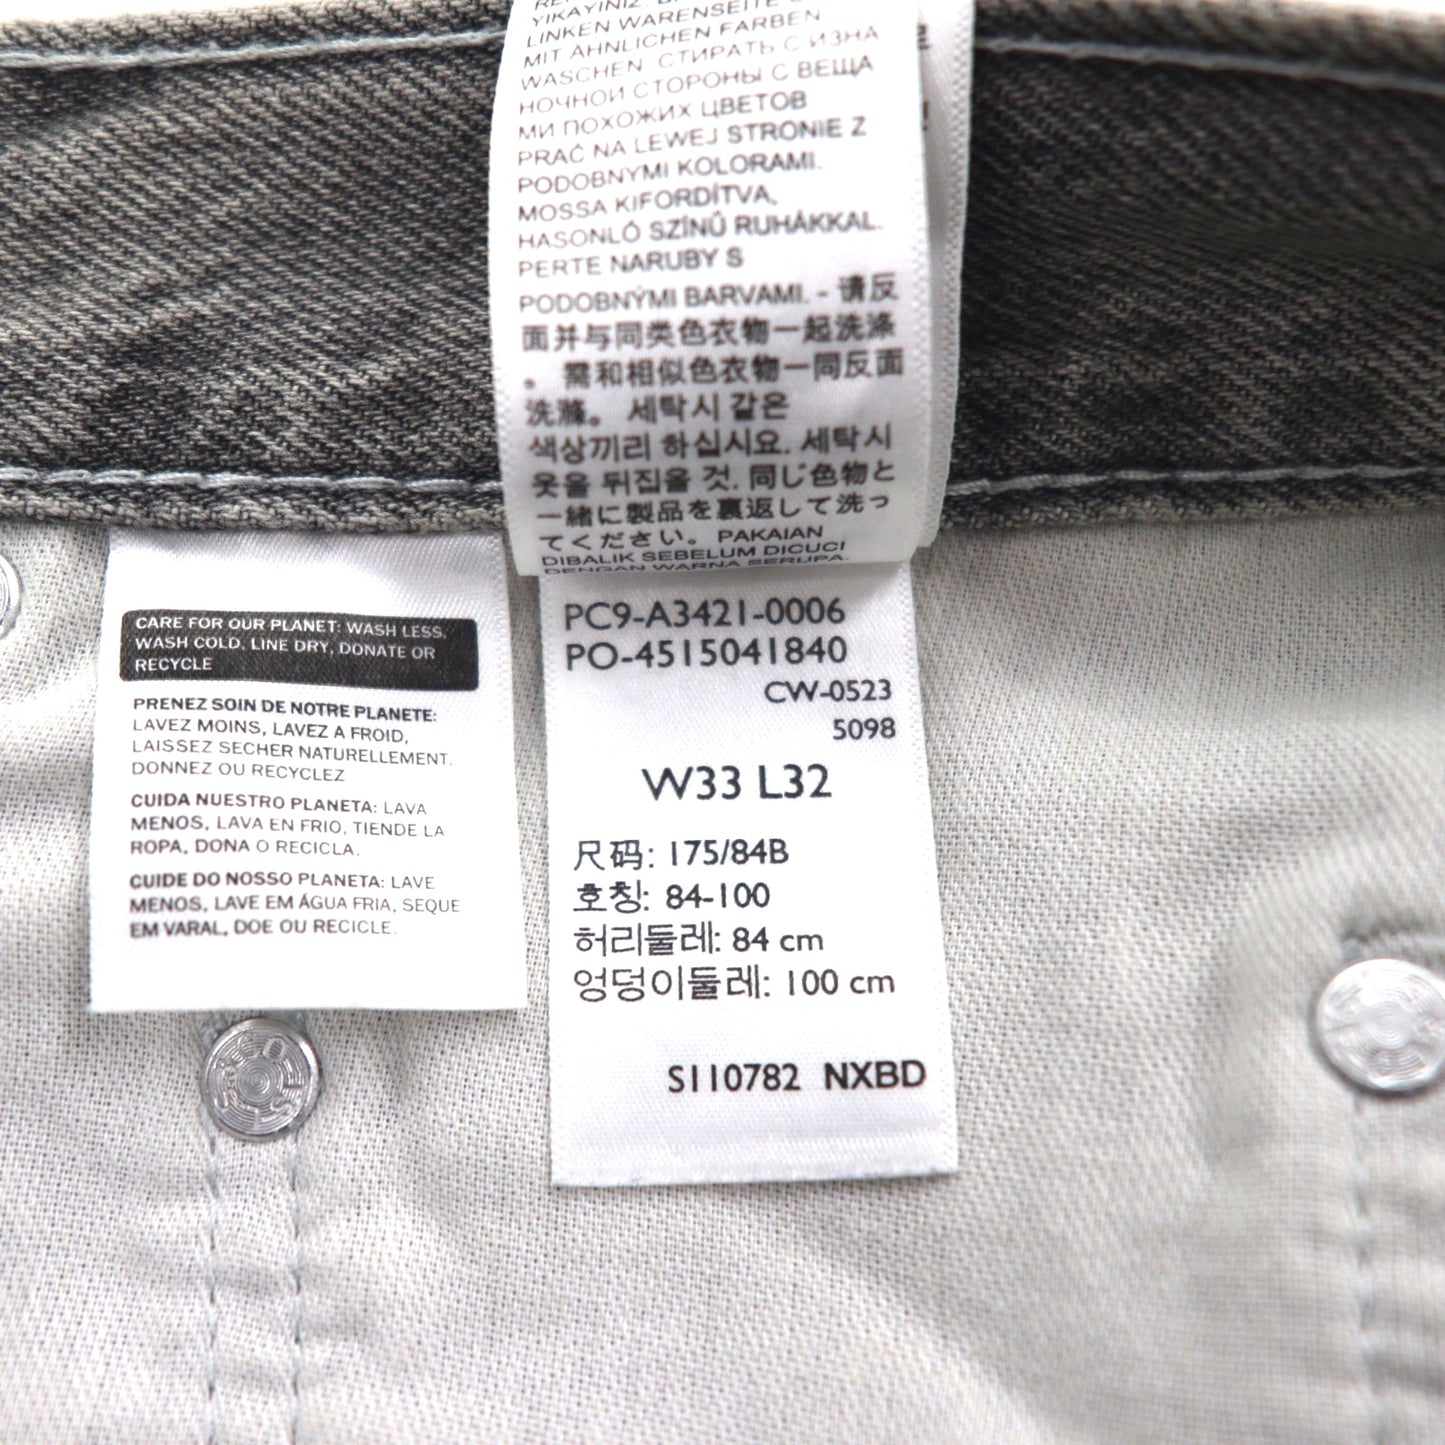 YIKAYINIZ.
LINKEN WARENSEITE
MIT ÄHNLICHEN FARBEN
WASCHEN СТИРАТЬ С ИЗНА
НОЧНОЙ СТОРОНЫ С ВЕЩА
МИ ПОХОЖИХ ЦВЕТОВ
PRAĆ NA LEWEJ STRONIE Z
PODOBNYMI KOLORAMI.
MOSSA KIFORDÍTVA,
HASONLÓ SZÍNŰ RUHÁKKAL.
PERTE NARUBY S
PODOBNÝMI BARVAMI. - 请反
面并与同类色衣物一起洗涤
。 需和相似色衣物一同反面
洗滌。 세탁시 같은
색상끼리 하십시요. 세탁시
옷을 뒤집을 것. 同じ色物と
一緒に製品を裏返して洗っ
てください。 PAKAIAN
DIBALIK SEBELUM DICUCI
DENGAN WARNA SERUPA.
CARE FOR OUR PLANET: WASH LESS,
WASH COLD, LINE DRY, DONATE OR
RECYCLE
PRENEZ SOIN DE NOTRE PLANETE:
LAVEZ MOINS, LAVEZ A FROID,
LAISSEZ SECHER NATURELLEMENT.
DONNEZ OU RECYCLEZ
CUIDA NUESTRO PLANETA: LAVA
MENOS, LAVA EN FRIO, TIENDE LA
ROPA, DONA O RECICLA.
CUIDE DO NOSSO PLANETA: LAVE
MENOS, LAVE EM ÁGUA FRIA, SEQUE
EM VARAL, DOE OU RECICLE.
PC9-A3421-0006
PO-4515041840
CW-0523
5098
W33 L32
尺码: 175/84B
호칭: 84-100
허리둘레: 84 cm
엉덩이둘레: 100 cm
S110782 NXBD